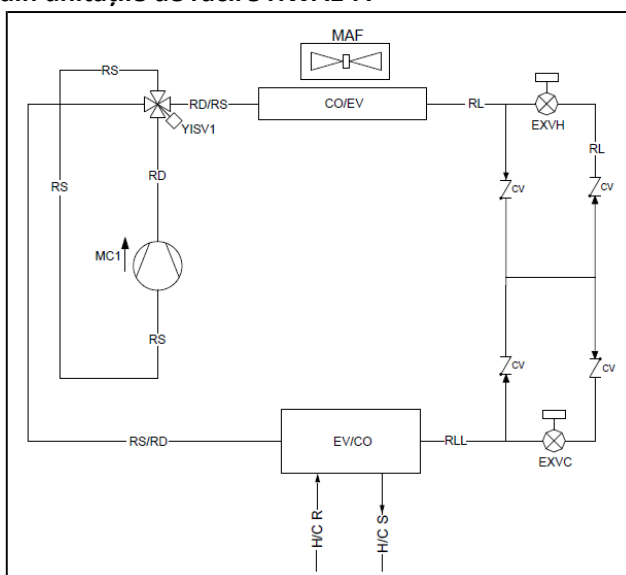 MAF
RS
RD/RS
CO/EV
RL
YISV1
EXVH
RL
RS
RD
CV
CV
MC1
RS
CV
CV
RS/RD
EV/CO
RLL
EXVC
H/C R
H/C S